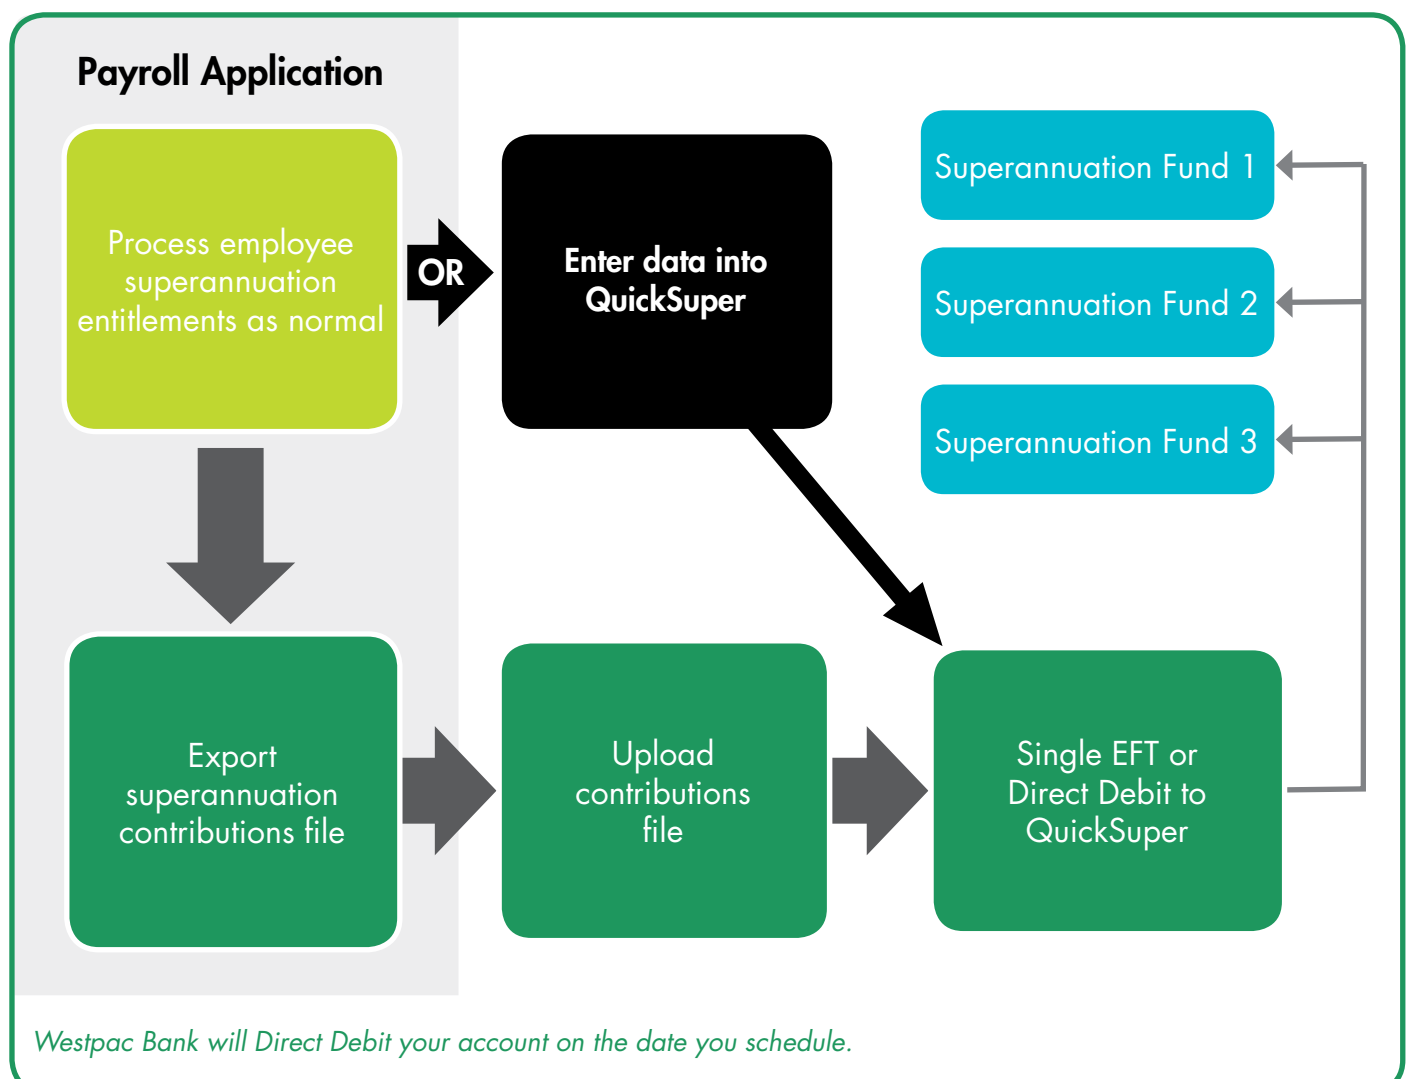 Payroll Application
Process employee
superannuation
entitlements as normal
OR
Enter data into
QuickSuper
Superannuation Fund 1
Superannuation Fund 2
Superannuation Fund 3
Export
superannuation
contributions file
Upload
contributions
file
Single EFT or
Direct Debit to
QuickSuper
Westpac Bank will Direct Debit your account on the date you schedule.